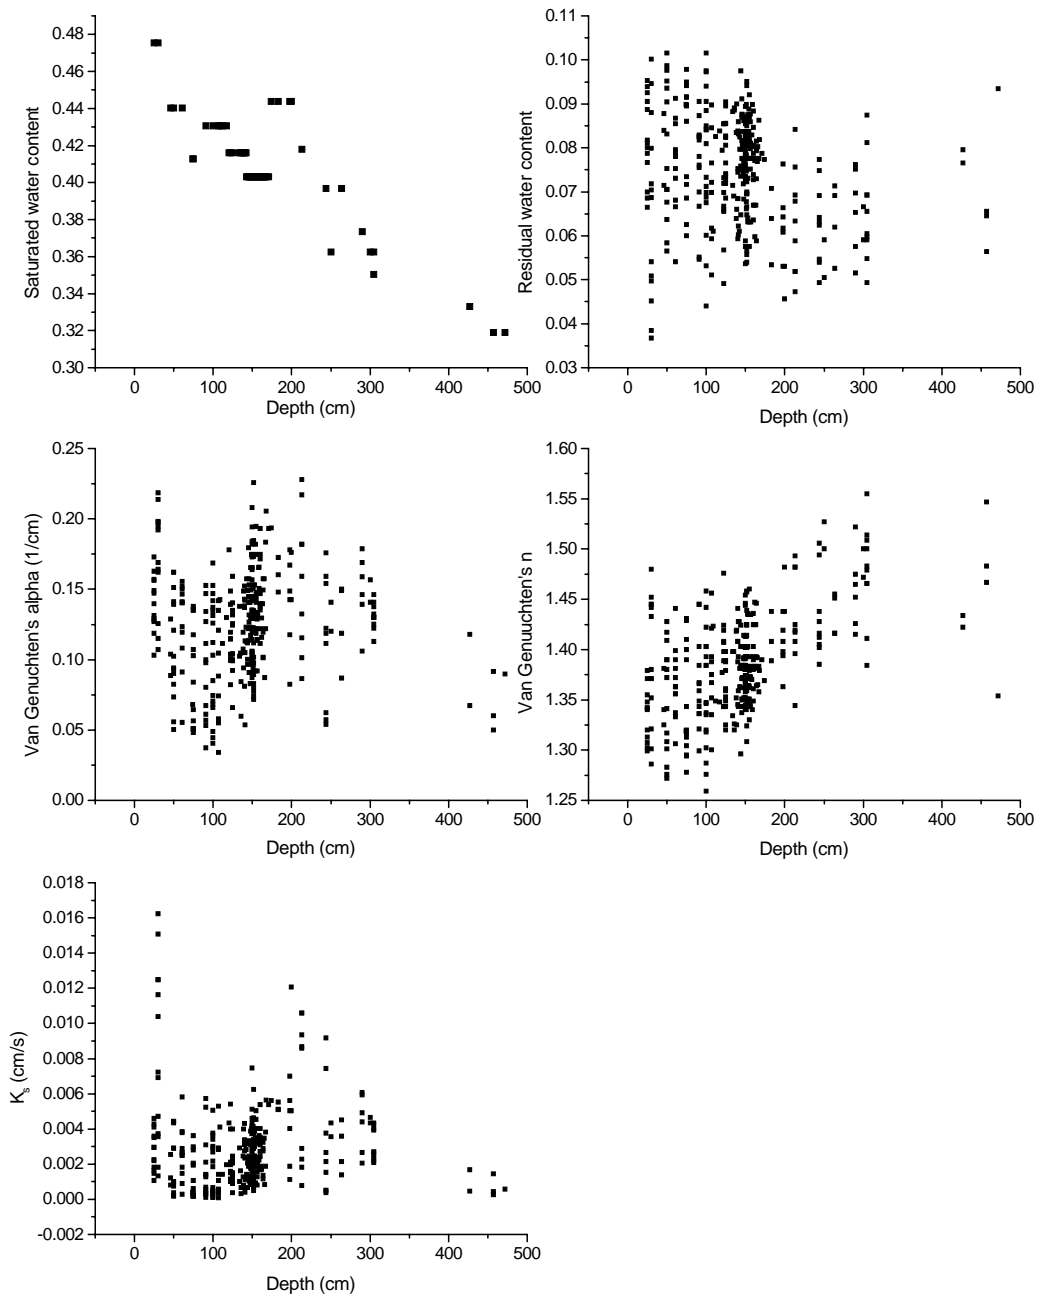 0.48
0.46
0.44
0.42
0.40
0.38
0.36
0.34
0.32
0.30
Saturated water content
0 100 200 300 400 500
Depth (cm)
0.11
0.10
0.09
0.08
0.07
0.06
0.05
0.04
0.03
Residual water content
0 100 200 300 400 500
Depth (cm)
0.25
0.20
0.15
0.10
0.05
0.00
Van Genuchten's alpha (1/cm)
0 100 200 300 400 500
Depth (cm)
1.60
1.55
1.50
1.45
1.40
1.35
1.30
1.25
Van Genuuchten's n
0 100 200 300 400 500
Depth (cm)
0.018
0.016
0.014
0.012
0.010
0.008
0.006
0.004
0.002
0.000
-0.002
Ks (cm/s)
0 100 200 300 400 500
Depth (cm)